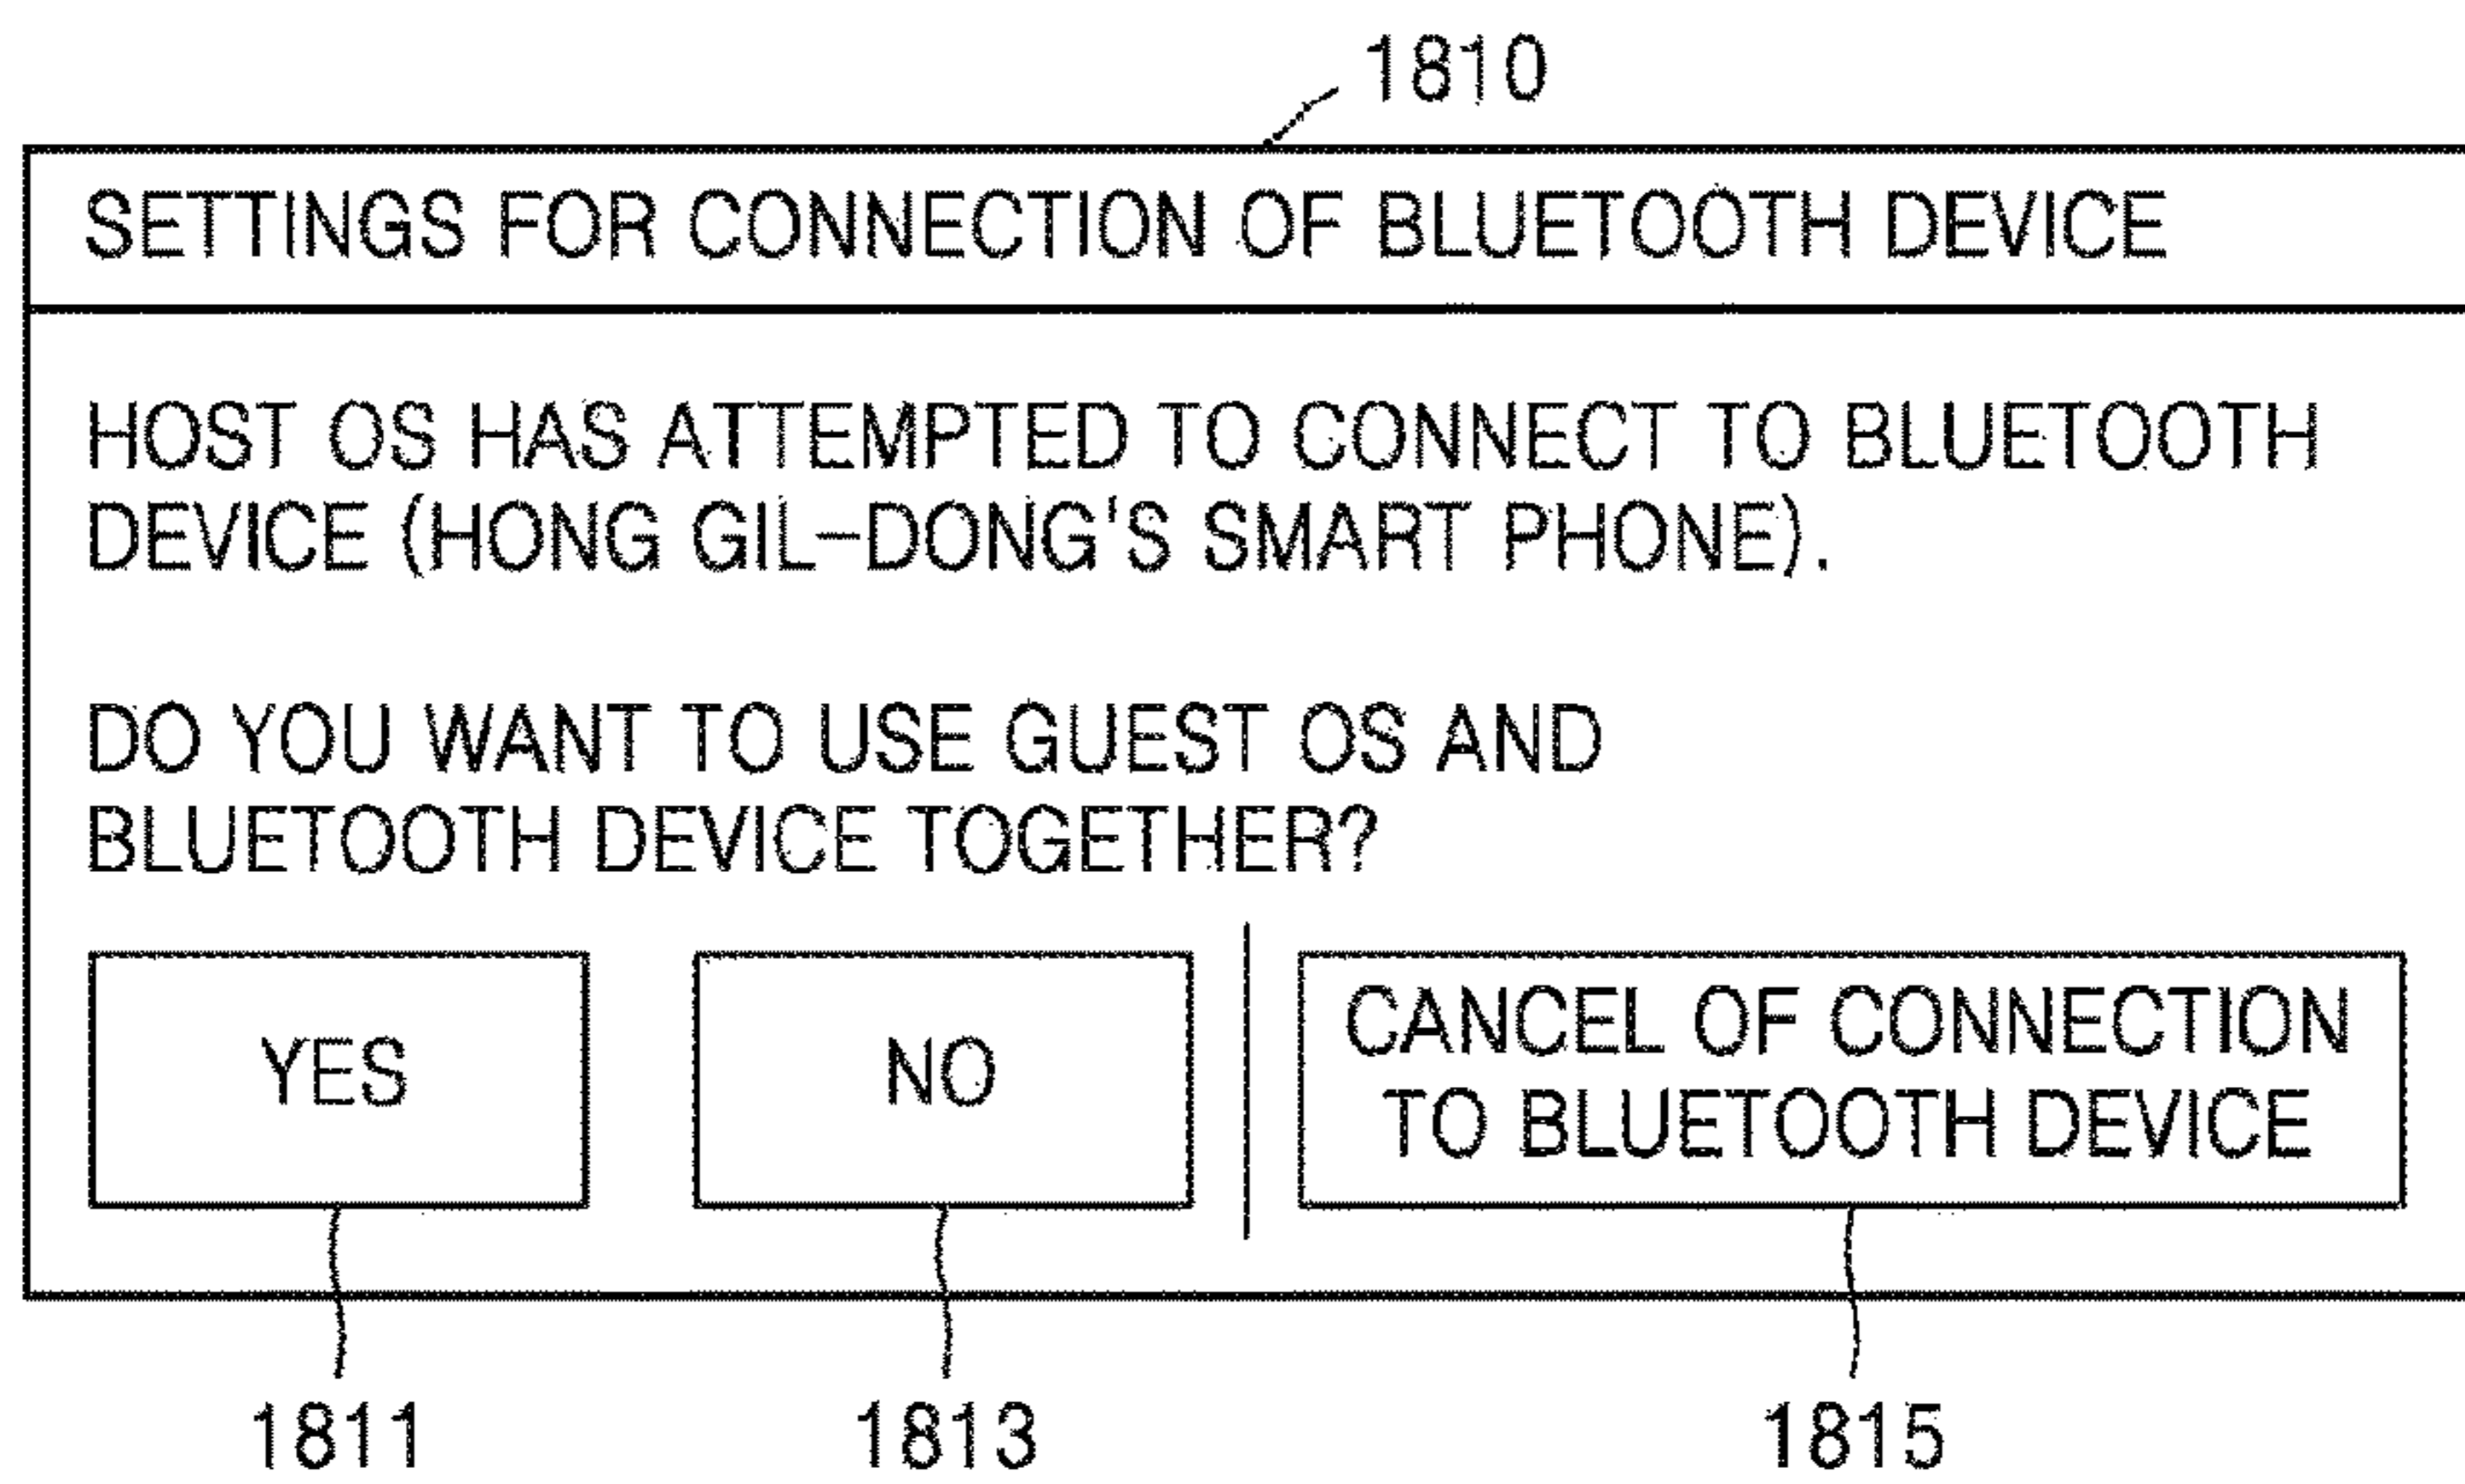 1810
SETTINGS FOR CONNECTION OF BLUETOOTH DEVICE
HOST OS HAS ATTEMPTED TO CONNECT TO BLUETOOTH
DEVICE (HONG GIL-DONG'S SMART PHONE).
DO YOU WANT TO USE GUEST OS AND
BLUETOOTH DEVICE TOGETHER?
YES
NO
CANCEL OF CONNECTION
TO BLUETOOTH DEVICE
1811
1813
1815